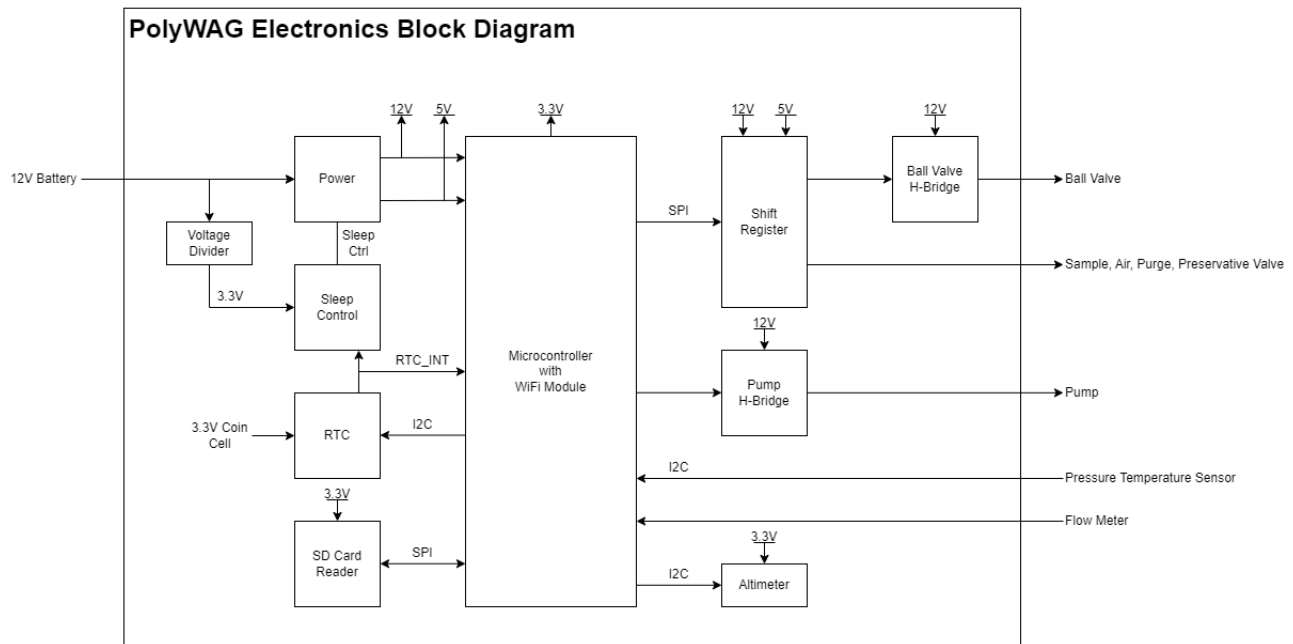 PolyWAG Electronics Block Diagram
12V
5V
3.3V
12V
5V
12V
12V Battery
Power
Ball Valve
H-Bridge
Ball Valve
SPI
Shift
Register
Voltage
Divider
Sleep
Ctrl
Sample, Air, Purge, Preservative Valve
3.3V
Sleep
Control
12V
RTC_INT
Microcontroller
with
WiFi Module
Pump
H-Bridge
Pump
3.3V Coin
Cell
RTC
I2C
I2C
Pressure Temperature Sensor
3.3V
Flow Meter
SD Card
Reader
SPI
3.3V
I2C
Altimeter